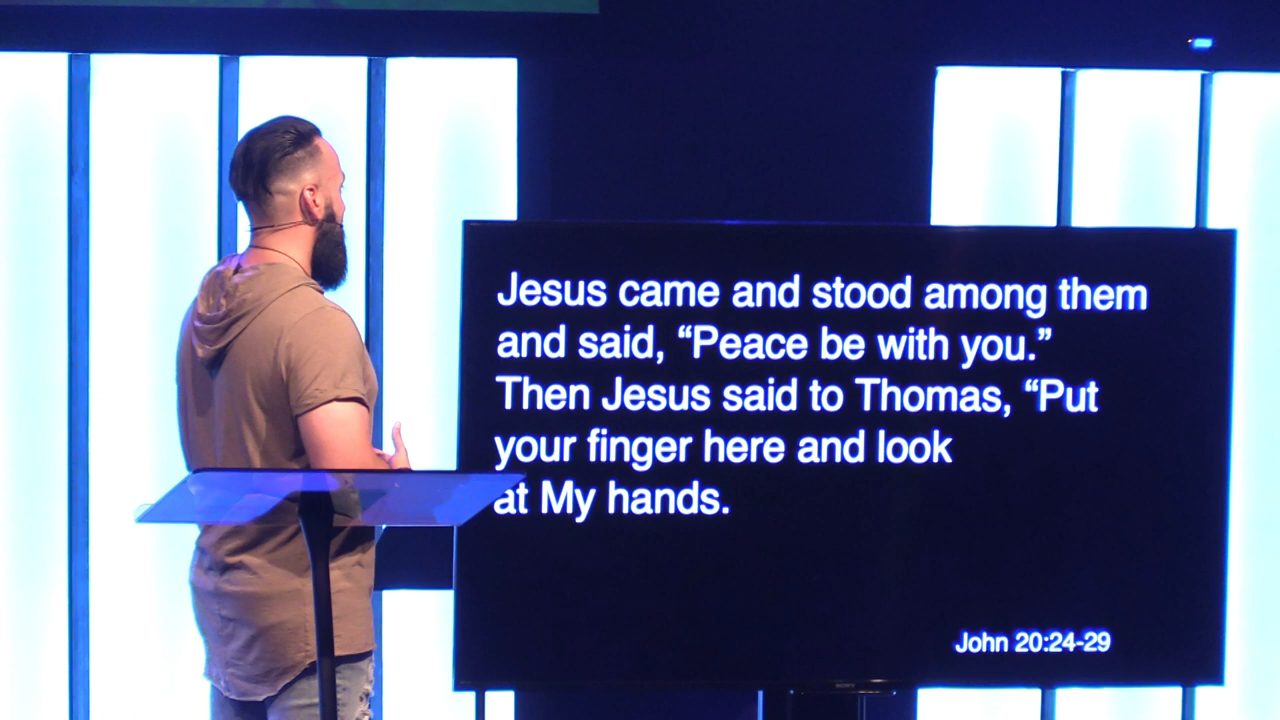 Jesus came and stood among them
and said, “Peace be with you.”
Then Jesus said to Thomas, “Put
your finger here and look
at My hands.
John 20:24-29
SONY